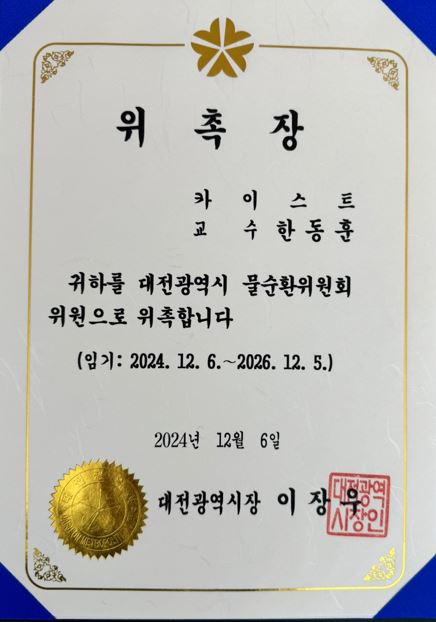 위 촉 장
카 이 스 트
교 수 한 동 훈
귀하를 대전광역시 물순환위원회
위원으로 위촉합니다
(임기: 2024. 12. 6.~2026. 12. 5.)
2024년 12월 6일
대전광역시장 이 장 우
대전광역
시장인